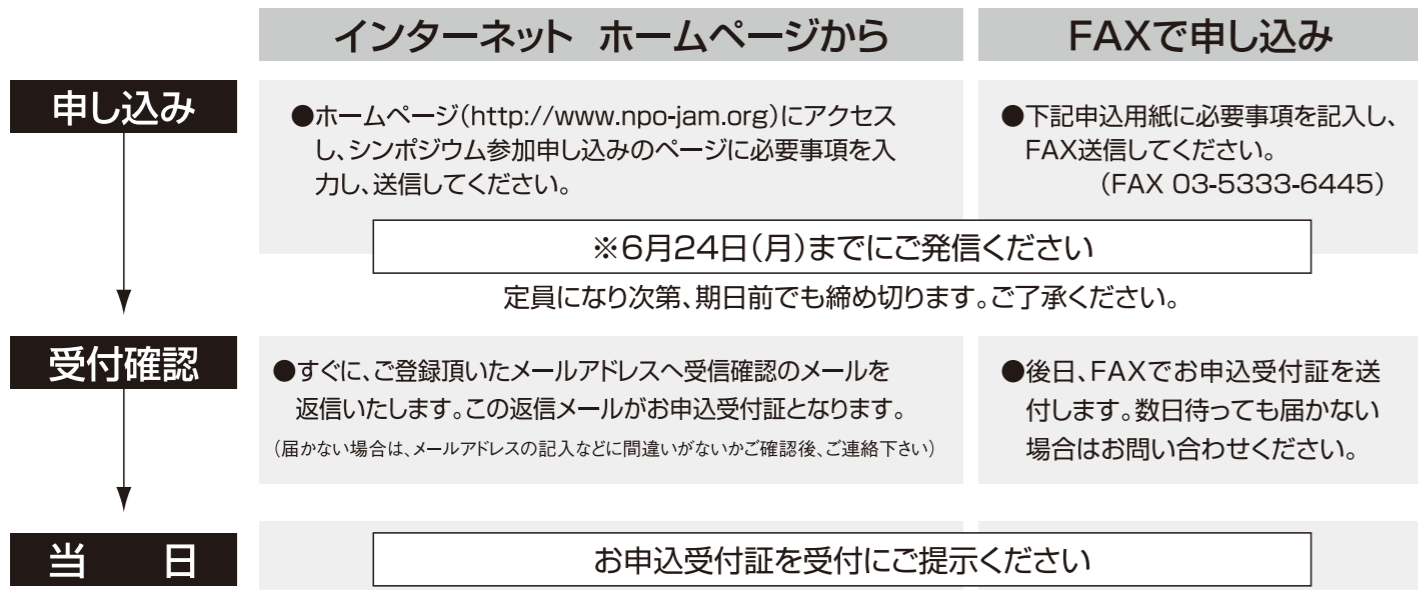 インターネット ホームページから
FAXで申し込み
申し込み
●ホームページ(http://www.npo-jam.org)にアクセス
し、シンポジウム参加申し込みのページに必要事項を入
力し、送信してください。
●下記申込用紙に必要事項を記入し、
FAX送信してください。
(FAX 03-5333-6445)
※6月24日(月)までにご発信ください
定員になり次第、期日前でも締め切ります。ご了承ください。
受付確認
●すぐに、ご登録頂いたメールアドレスへ受信確認のメールを
返信いたします。この返信メールがお申込受付証となります。
(届かない場合は、メールアドレスの記入などに間違いがないかご確認後、ご連絡下さい)
●後日、FAXでお申込受付証を送
付します。数日待っても届かない
場合はお問い合わせください。
当 日
お申込受付証を受付にご提示ください